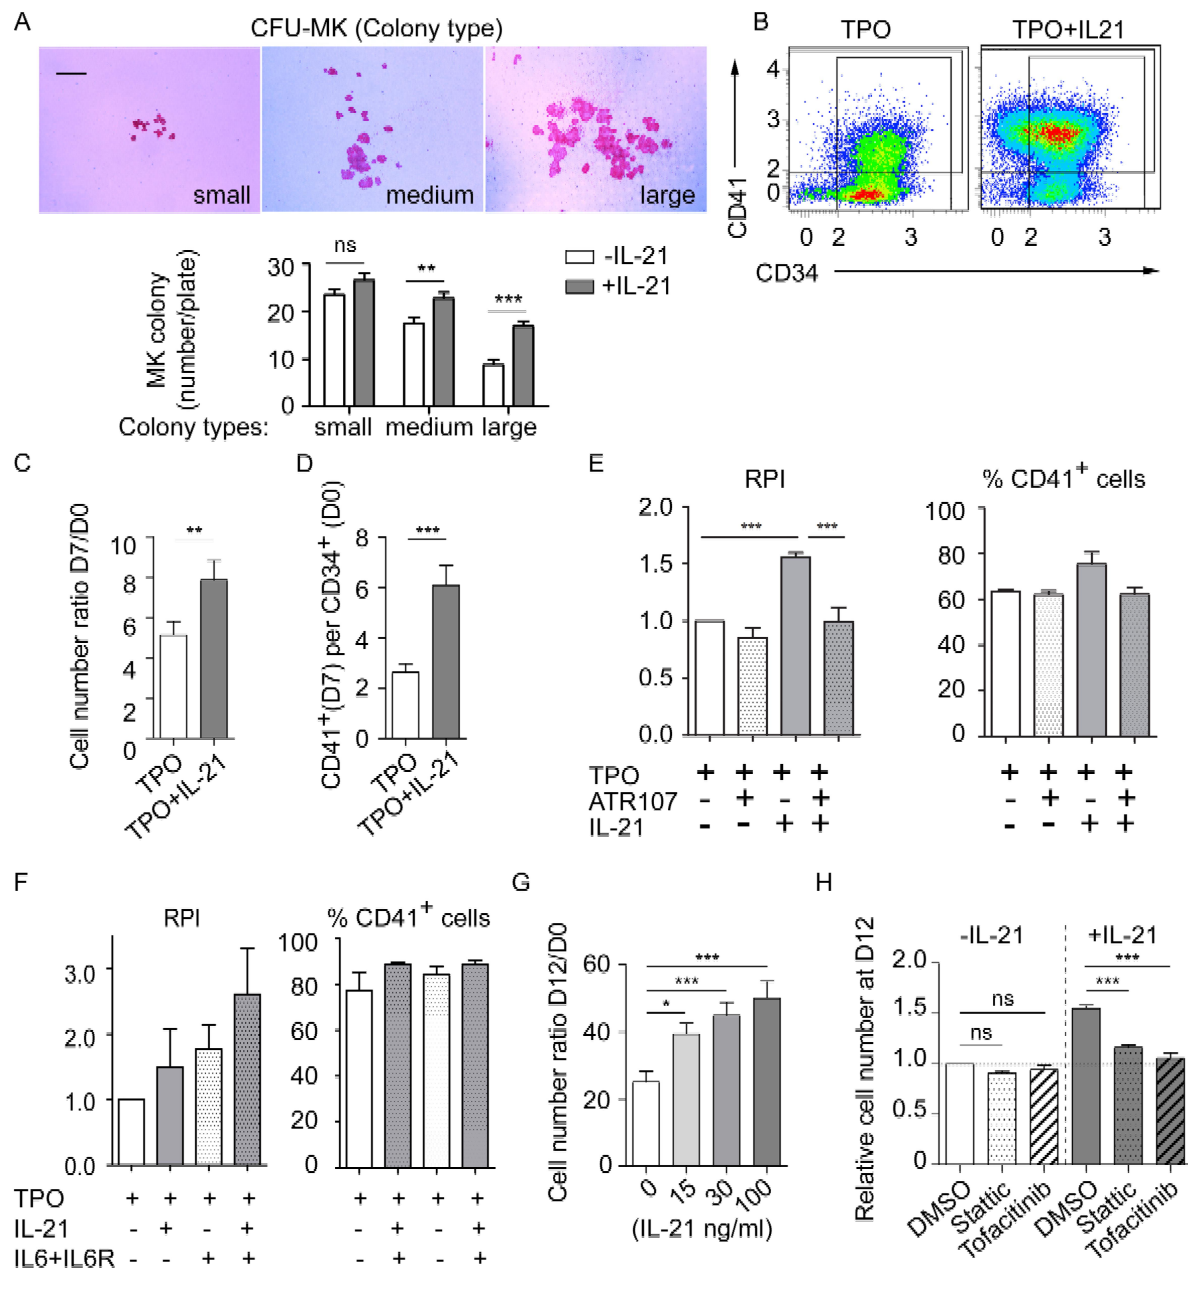 A
CFU-MK (Colony type)
small
medium
large
ns
**
***
-IL-21
+IL-21
MK colony
(number/plate)
30
20
10
0
Colony types:
small
medium
large
B
TPO
TPO+IL21
CD41
4
3
2
0
0
2
3
0
2
3
CD34
C
Cell number ratio D7/D0
10
8
6
4
2
0
**
TPO
TPO+IL-21
D
CD41+(D7) per CD34+ (D0)
8
6
4
2
0
***
TPO
TPO+IL-21
E
RPI
2.0
1.5
1.0
0.5
0.0
***
***
% CD41+ cells
100
80
60
40
20
0
TPO + + + + + + + +
ATR107 - + - + - + - +
IL-21 - - + + - - + +
F
RPI
3.0
2.0
1.0
0.0
% CD41+ cells
100
80
60
40
20
0
TPO + + + + + + + +
IL-21 - + - + - + - +
IL6+IL6R - - + + - + - +
G
Cell number ratio D12/D0
60
40
20
0
*
***
***
0
15
30
100
(IL-21 ng/ml)
H
Relative cell number at D12
-IL-21
+IL-21
2.0
1.5
1.0
0.5
0
ns
ns
***
***
DMSO
Stattic
Tofacitinib
DMSO
Stattic
Tofacitinib